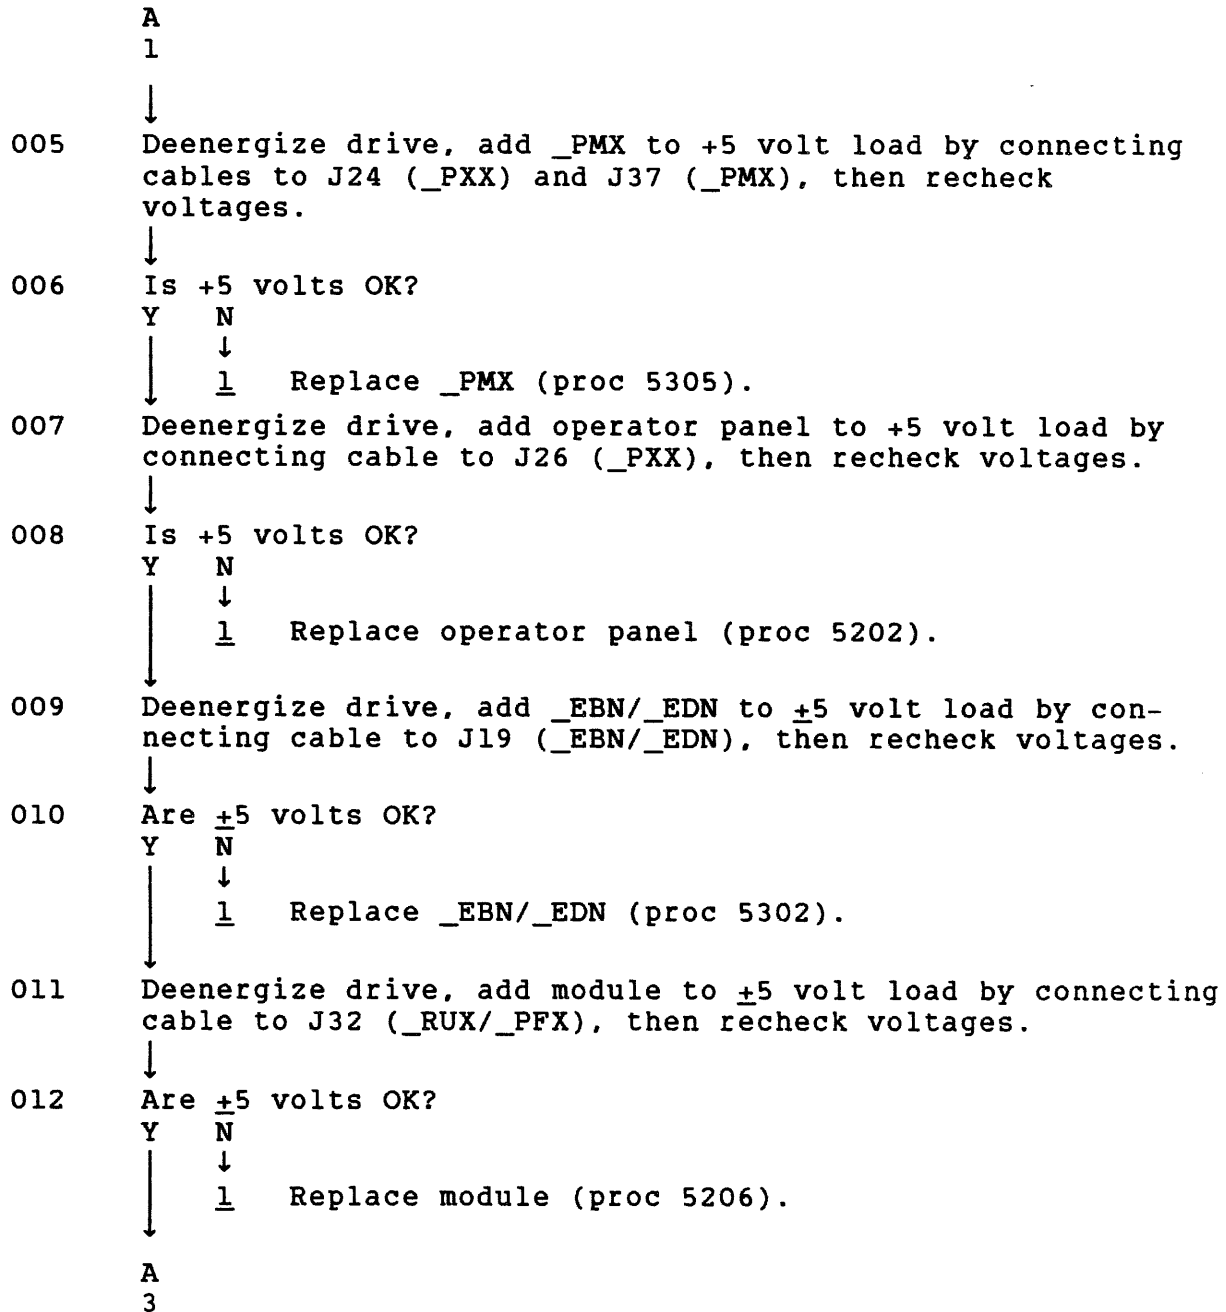 A
1
005 Deenergize drive, add _PMX to +5 volt load by connecting
cables to J24 (_PXX) and J37 (_PMX), then recheck
voltages.
006 Is +5 volts OK?
Y N
1 Replace _PMX (proc 5305).
007 Deenergize drive, add operator panel to +5 volt load by
connecting cable to J26 (_PXX), then recheck voltages.
008 Is +5 volts OK?
Y N
1 Replace operator panel (proc 5202).
009 Deenergize drive, add _EBN/_EDN to ±5 volt load by con-
necting cable to J19 (_EBN/_EDN), then recheck voltages.
010 Are ±5 volts OK?
Y N
1 Replace _EBN/_EDN (proc 5302).
011 Deenergize drive, add module to ±5 volt load by connecting
cable to J32 (_RUX/_PFX), then recheck voltages.
012 Are ±5 volts OK?
Y N
1 Replace module (proc 5206).
A
3